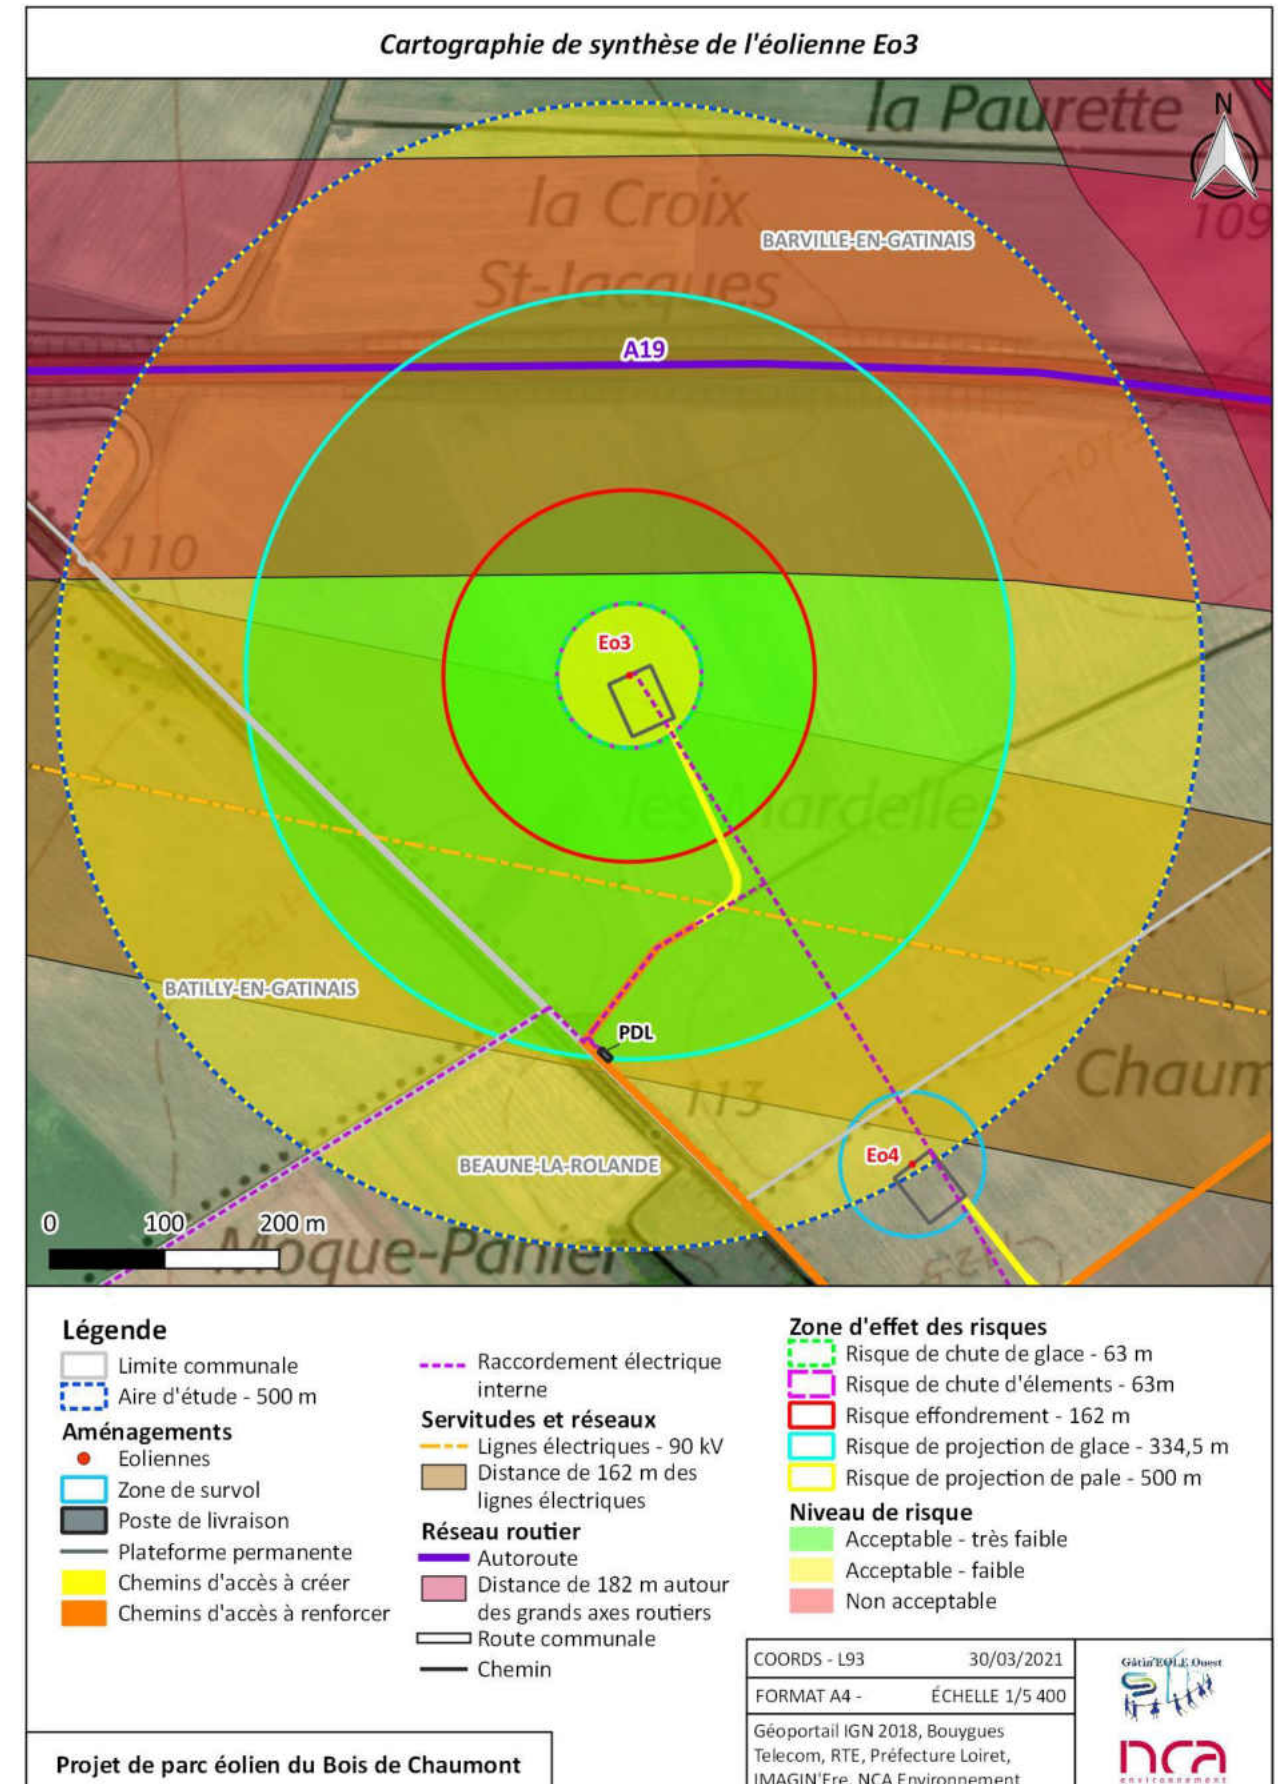 Cartographie de synthèse de l'éolienne Eo3
la Paurette
N
la Croix
BARVILLE-EN-GATINAIS
109
St-Jacques
A19
107,5
110
Eo3
les Mardelles
112,5
BATILLY-EN-GATINAIS
PDL
Chaum
113
Eo4
BEAUNE-LA-ROLANDE
0 100 200 m
Moque-Panier
112,5
Légende
Limite communale
Aire d'étude - 500 m
Aménagements
Eoliennes
Zone de survol
Poste de livraison
Plateforme permanente
Chemins d'accès à créer
Chemins d'accès à renforcer
Raccordement électrique
interne
Servitudes et réseaux
Lignes électriques - 90 kV
Distance de 162 m des
lignes électriques
Réseau routier
Autoroute
Distance de 182 m autour
des grands axes routiers
Route communale
Chemin
Zone d'effet des risques
Risque de chute de glace - 63 m
Risque de chute d'élements - 63m
Risque effondrement - 162 m
Risque de projection de glace - 334,5 m
Risque de projection de pale - 500 m
Niveau de risque
Acceptable - très faible
Acceptable - faible
Non acceptable
COORDS - L93 30/03/2021
FORMAT A4 - ÉCHELLE 1/5 400
Géoportail IGN 2018, Bouygues
Telecom, RTE, Préfecture Loiret,
IMAGIN'Ere, NCA Environnement
Gâtin'EOLE Ouest
nca
environnement
Projet de parc éolien du Bois de Chaumont